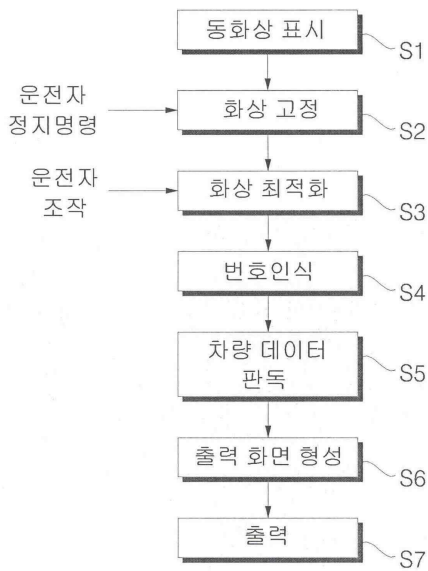 동화상 표시
S1
운전자
정지명령
화상 고정
S2
운전자
조작
화상 최적화
S3
번호인식
S4
차량 데이터
판독
S5
출력 화면 형성
S6
출력
S7